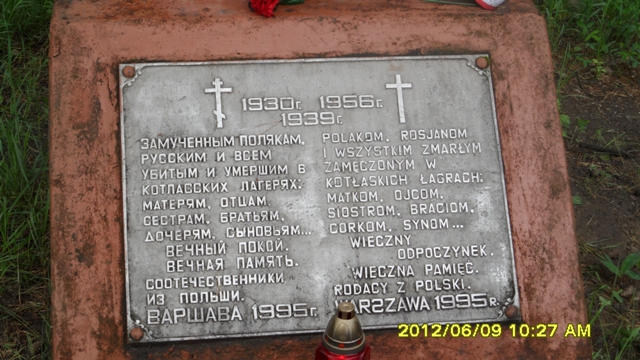 1930г. 1956г.
1939г.
ЗАМУЧЕННЫМ ПОЛЯКАМ,
РУССКИМ И ВСЕМ
УБИТЫМ И УМЕРШИМ В
КОТЛАССКИХ ЛАГЕРЯХ:
МАТЕРЯМ, ОТЦАМ,
СЕСТРАМ, БРАТЬЯМ,
ДОЧЕРЯМ, СЫНОВЬЯМ...
ВЕЧНЫЙ ПОКОЙ.
ВЕЧНАЯ ПАМЯТЬ.
СООТЕЧЕСТВЕННИКИ
ИЗ ПОЛЬШИ.
ВАРШАВА 1995г.
POLAKOM, ROSJANOM
I WSZYSTKIM ZMARŁYM
ZAMĘCZONYM W
KOTŁASKICH ŁAGRACH:
MATKOM, OJCOM,
SIOSTROM, BRACIOM,
CÓRKOM, SYNOM...
WIECZNY
ODPOCZYNEK.
WIECZNA PAMIĘC.
RODACY Z POLSKI.
WARSZAWA 1995R.
2012/06/09 10:27 AM